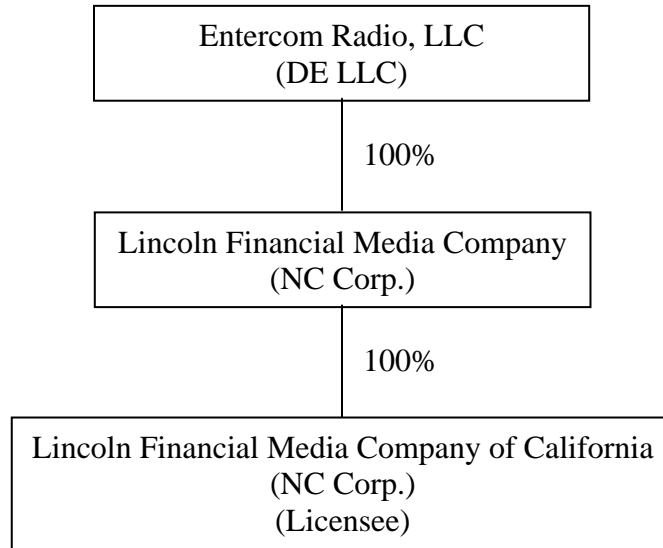 Entercom Radio, LLC
(DE LLC)
100%
Lincoln Financial Media Company
(NC Corp.)
100%
Lincoln Financial Media Company of California
(NC Corp.)
(Licensee)